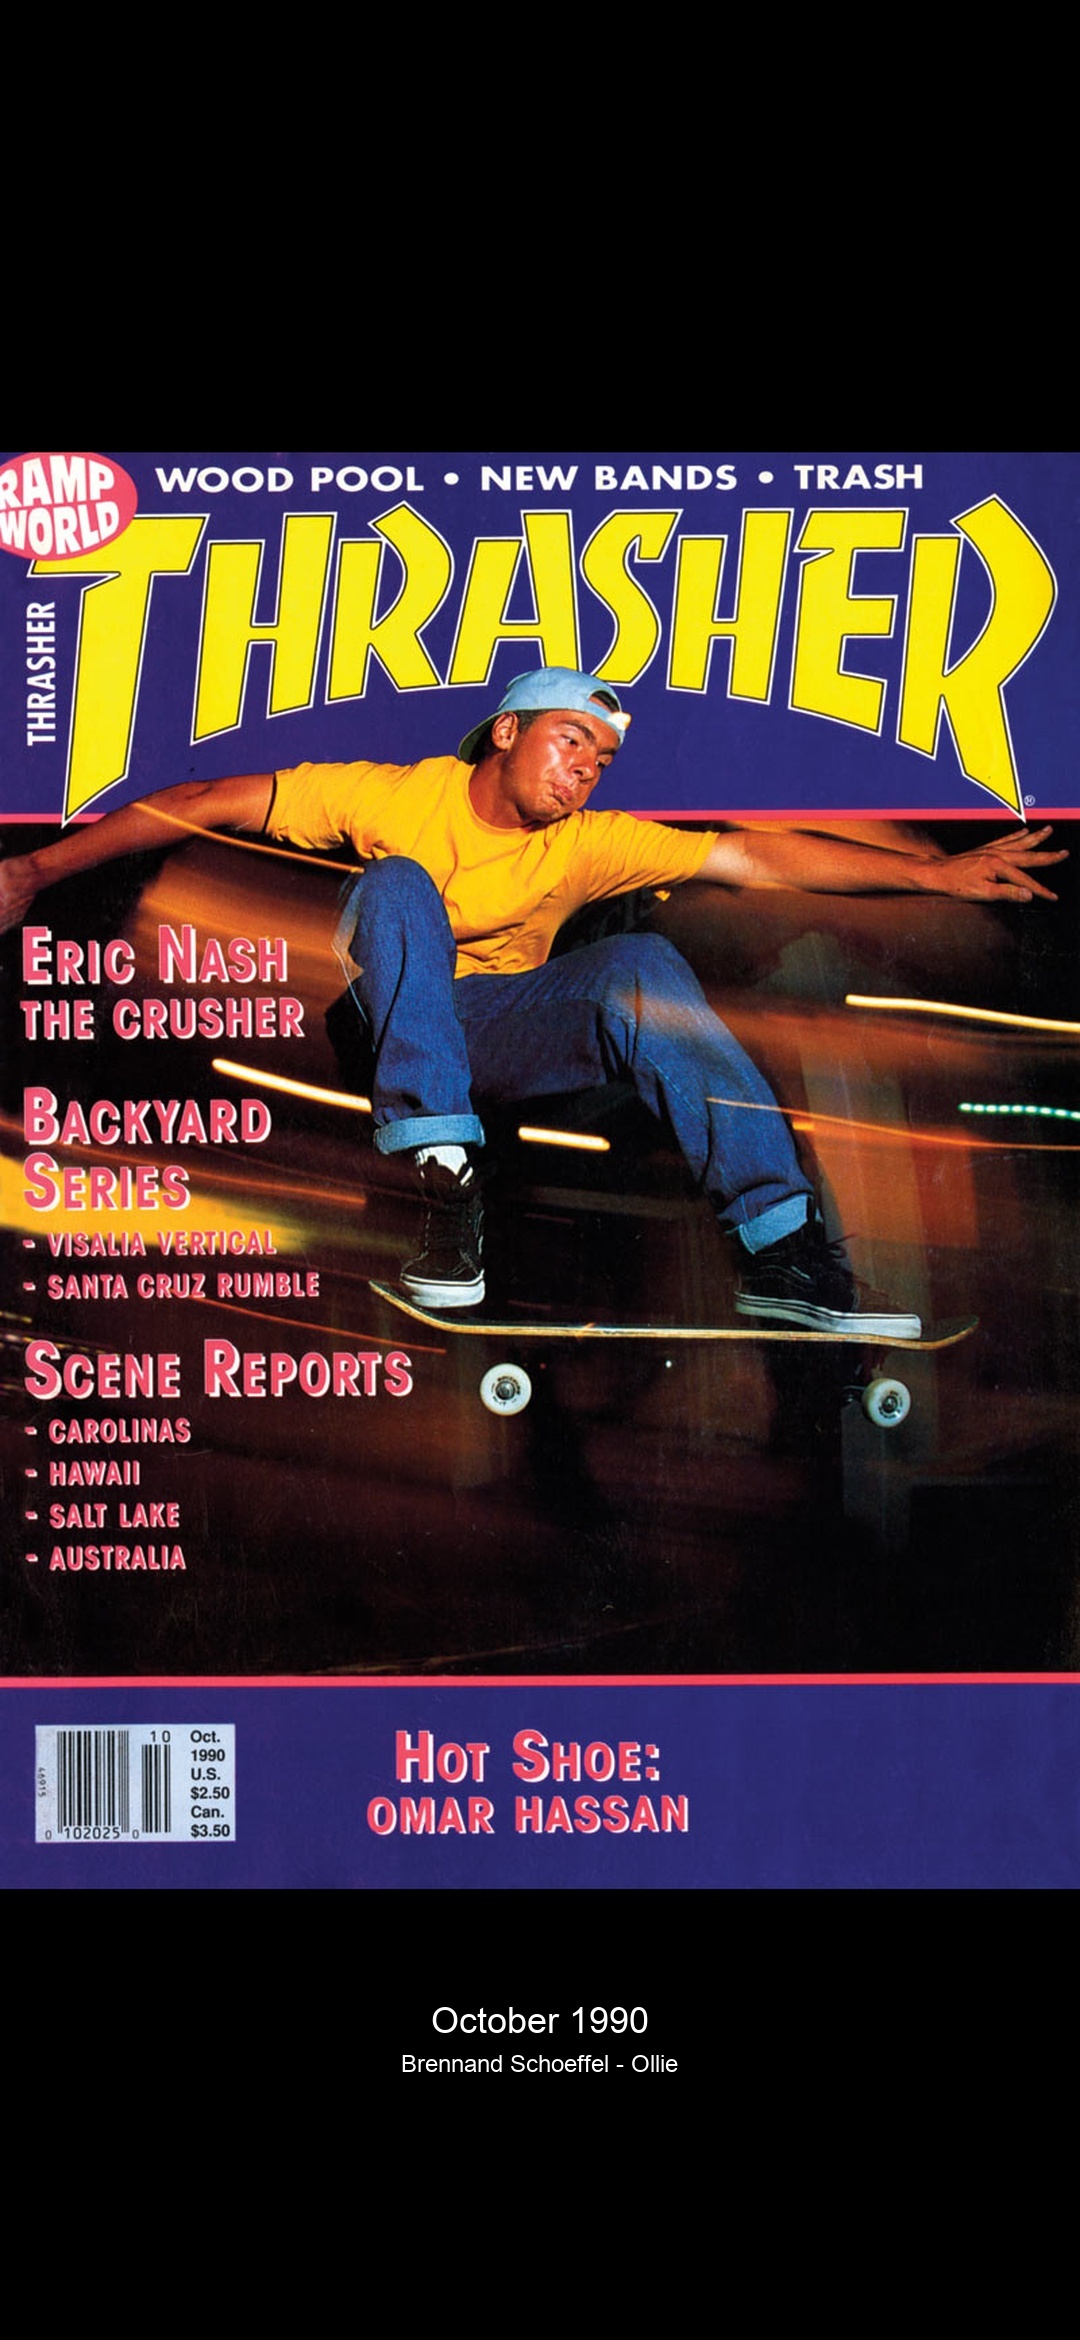 RAMP
WORLD
WOOD POOL • NEW BANDS • TRASH
THRASHER
THRASHER
®
ERIC NASH
THE CRUSHER
BACKYARD
SERIES
- VISALIA VERTICAL
- SANTA CRUZ RUMBLE
SCENE REPORTS
- CAROLINAS
- HAWAII
- SALT LAKE
- AUSTRALIA
HOT SHOE:
OMAR HASSAN
10
Oct.
1990
U.S.
$2.50
Can.
$3.50
46915
0 102025 0
October 1990
Brennand Schoeffel - Ollie